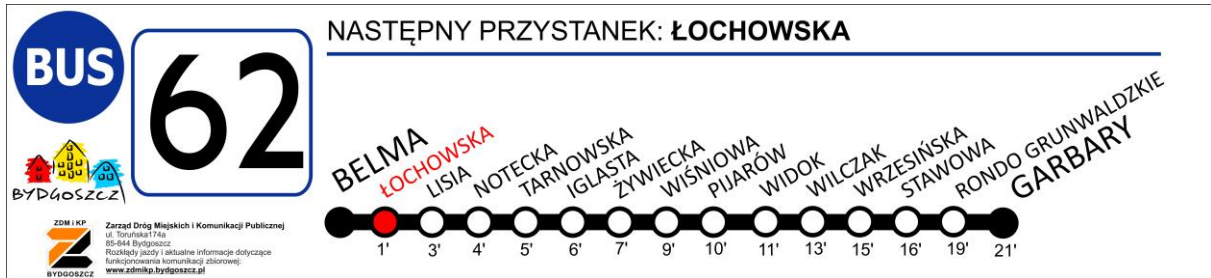 BUS
62
NASTĘPNY PRZYSTANEK: ŁOCHOWSKA
BYDGOSZCZ
ZDM i KP
BYDGOSZCZ
Zarząd Dróg Miejskich i Komunikacji Publicznej
ul. Toruńska174a
85-844 Bydgoszcz
Rozkłady jazdy i aktualne informacje dotyczące
funkcjonowania komunikacji zbiorowej:
www.zdmikp.bydgoszcz.pl
BELMA
ŁOCHOWSKA
LISIA
NOTECKA
TARNOWSKA
IGLASTA
ŻYWIECKA
WIŚNIOWA
PIJARÓW
WIDOK
WILCZAK
WRZESIŃSKA
STAWOWA
RONDO GRUNWALDZKIE
GARBARY
1' 3' 4' 5' 6' 7' 9' 10' 11' 13' 15' 16' 19' 21'